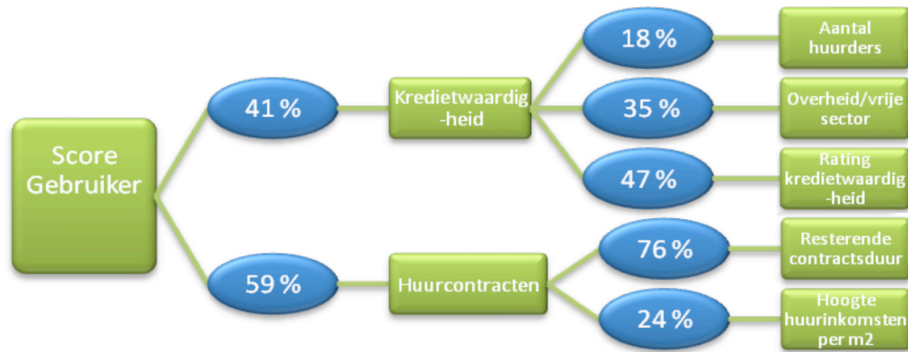 Score
Gebruiker
41 %
Kredietwaardig
-heid
18 %
Aantal
huurders
35 %
Overheid/vrije
sector
47 %
Rating
kredietwaardig
-heid
59 %
Huurcontracten
76 %
Resterende
contractsduur
24 %
Hoogte
huurinkomsten
per m2